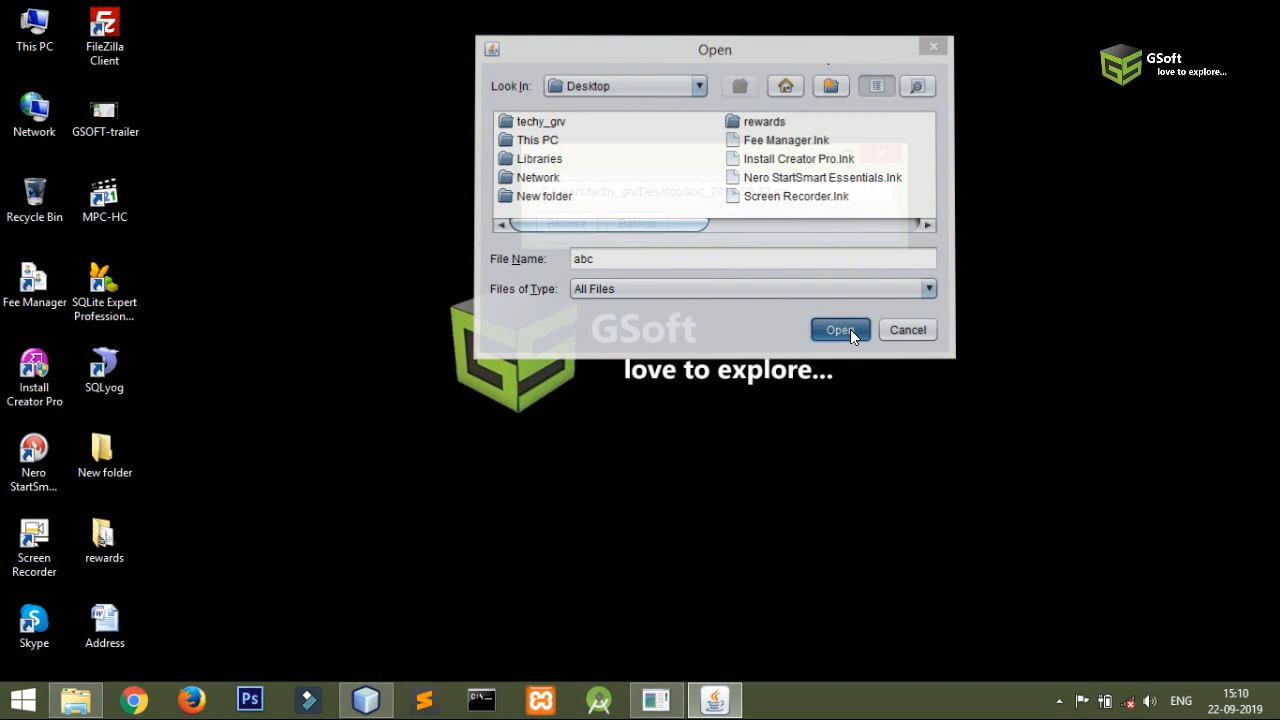 This PC
FileZilla
Client
Network
GSOFT-trailer
Recycle Bin
MPC-HC
Fee Manager
SQLite Expert
Profession...
Install
Creator Pro
SQLyog
Nero
StartSm...
New folder
Screen
Recorder
rewards
Skype
Address
Open
Look In:
Desktop
techy_grv
This PC
Libraries
Network
New folder
rewards
Fee Manager.lnk
Install Creator Pro.lnk
Nero StartSmart Essentials.lnk
Screen Recorder.lnk
Browse
Backup
File Name:
abc
Files of Type:
All Files
Open
Cancel
GSoft
love to explore...
GSoft
love to explore...
Ps
C:\
ENG
15:10
22-09-2019